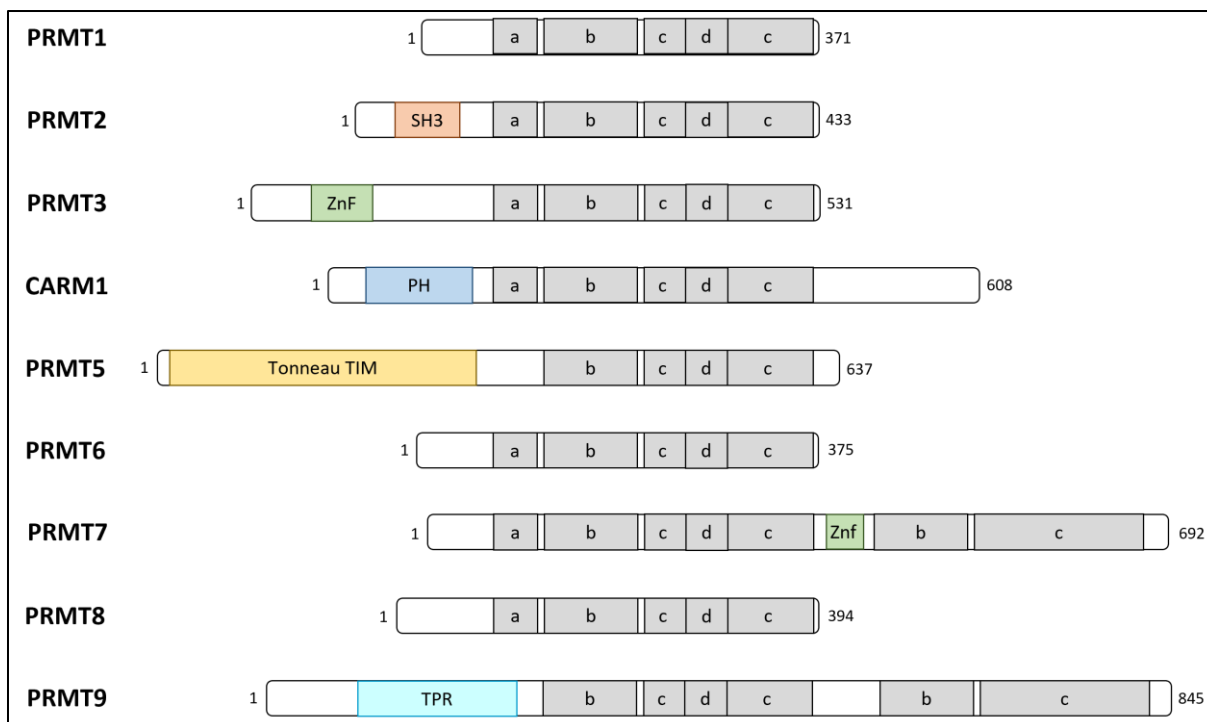 PRMT1 1 a b c d c 371
PRMT2 1 SH3 a b c d c 433
PRMT3 1 ZnF a b c d c 531
CARM1 1 PH a b c d c 608
PRMT5 1 Tonneau TIM b c d c 637
PRMT6 1 a b c d c 375
PRMT7 1 a b c d c Znf b c 692
PRMT8 1 a b c d c 394
PRMT9 1 TPR b c d c b c 845